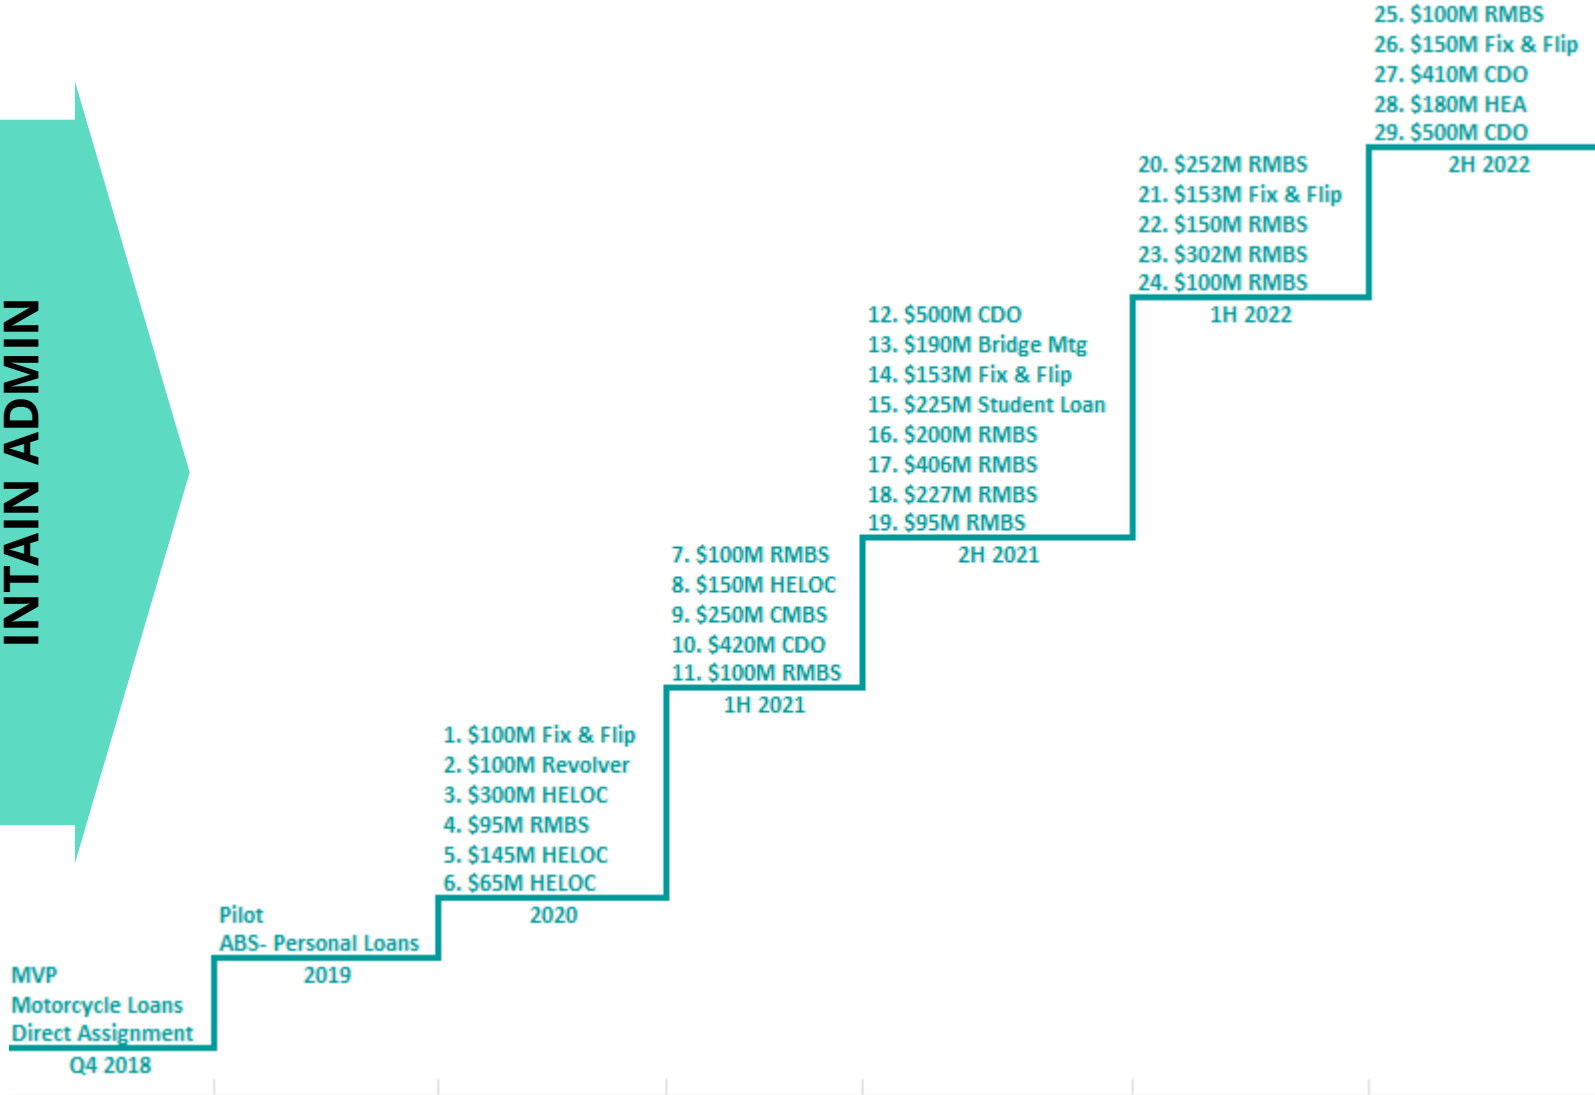 INTAIN ADMIN
MVP
Motorcycle Loans
Direct Assignment
Q4 2018
Pilot
ABS- Personal Loans
2019
1. $100M Fix & Flip
2. $100M Revolver
3. $300M HELOC
4. $95M RMBS
5. $145M HELOC
6. $65M HELOC
2020
7. $100M RMBS
8. $150M HELOC
9. $250M CMBS
10. $420M CDO
11. $100M RMBS
1H 2021
12. $500M CDO
13. $190M Bridge Mtg
14. $153M Fix & Flip
15. $225M Student Loan
16. $200M RMBS
17. $406M RMBS
18. $227M RMBS
19. $95M RMBS
2H 2021
20. $252M RMBS
21. $153M Fix & Flip
22. $150M RMBS
23. $302M RMBS
24. $100M RMBS
1H 2022
25. $100M RMBS
26. $150M Fix & Flip
27. $410M CDO
28. $180M HEA
29. $500M CDO
2H 2022